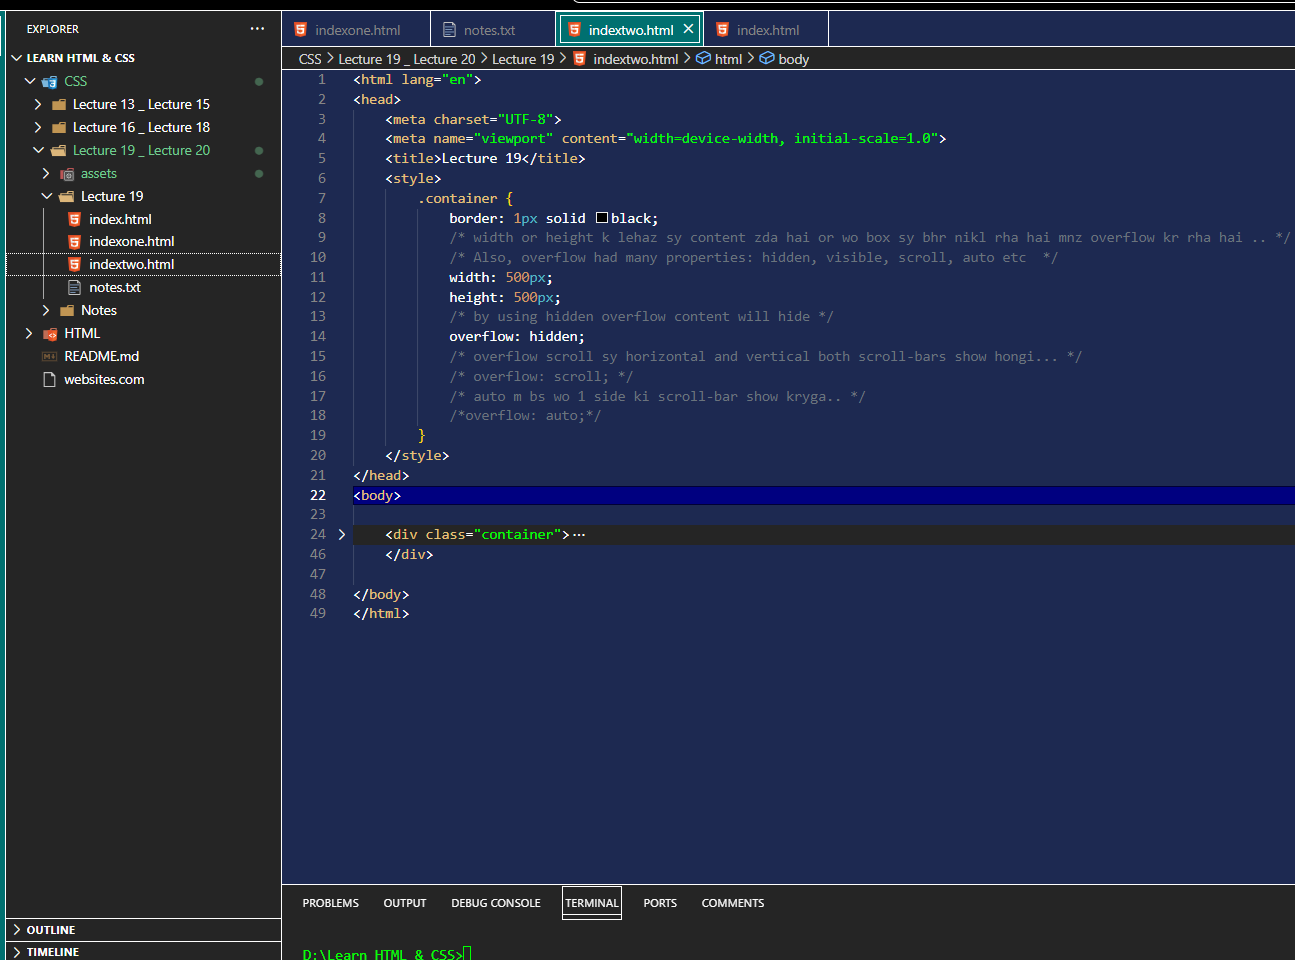 EXPLORER ···
LEARN HTML & CSS
CSS
Lecture 13 _ Lecture 15
Lecture 16 _ Lecture 18
Lecture 19 _ Lecture 20
assets
Lecture 19
index.html
indexone.html
indextwo.html
notes.txt
Notes
HTML
README.md
websites.com
OUTLINE
TIMELINE
indexone.html notes.txt indextwo.html index.html
CSS > Lecture 19 _ Lecture 20 > Lecture 19 > indextwo.html > html > body
1 <html lang="en">
2 <head>
3 <meta charset="UTF-8">
4 <meta name="viewport" content="width=device-width, initial-scale=1.0">
5 <title>Lecture 19</title>
6 <style>
7 .container {
8 border: 1px solid black;
9 /* width or height k lehaz sy content zda hai or wo box sy bhr nikl rha hai mnz overflow kr rha hai .. */
10 /* Also, overflow had many properties: hidden, visible, scroll, auto etc  */
11 width: 500px;
12 height: 500px;
13 /* by using hidden overflow content will hide */
14 overflow: hidden;
15 /* overflow scroll sy horizontal and vertical both scroll-bars show hongi... */
16 /* overflow: scroll; */
17 /* auto m bs wo 1 side ki scroll-bar show kryga.. */
18 /*overflow: auto;*/
19 }
20 </style>
21 </head>
22 <body>
23
24 <div class="container">···
46 </div>
47
48 </body>
49 </html>
PROBLEMS OUTPUT DEBUG CONSOLE TERMINAL PORTS COMMENTS
D:\Learn HTML & CSS>